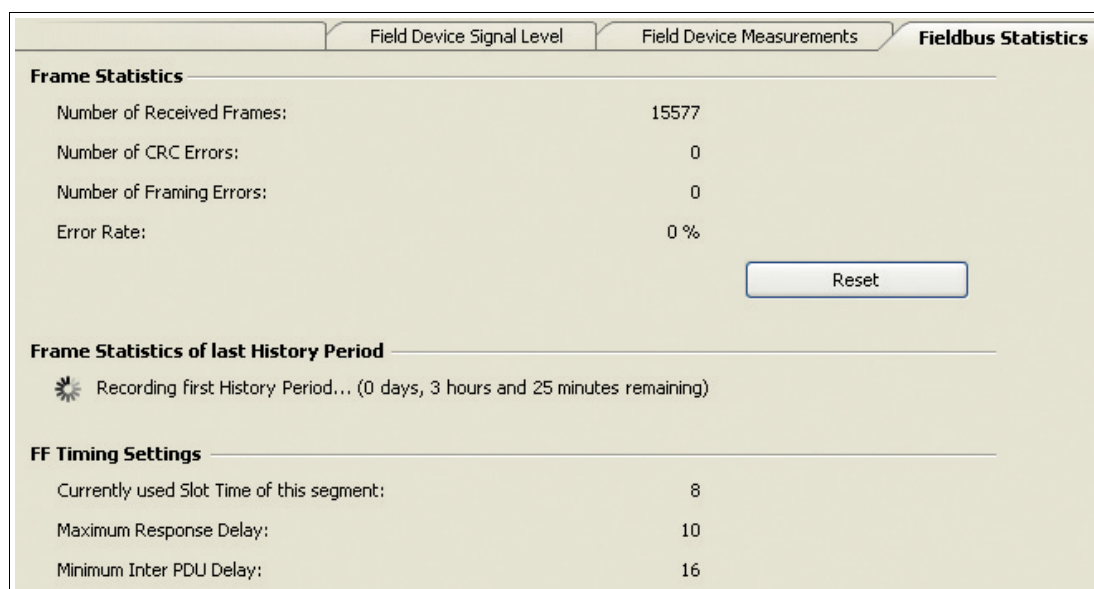 Field Device Signal Level Field Device Measurements Fieldbus Statistics
Frame Statistics
Number of Received Frames: 15577
Number of CRC Errors: 0
Number of Framing Errors: 0
Error Rate: 0 %
Reset
Frame Statistics of last History Period
Recording first History Period... (0 days, 3 hours and 25 minutes remaining)
FF Timing Settings
Currently used Slot Time of this segment: 8
Maximum Response Delay: 10
Minimum Inter PDU Delay: 16